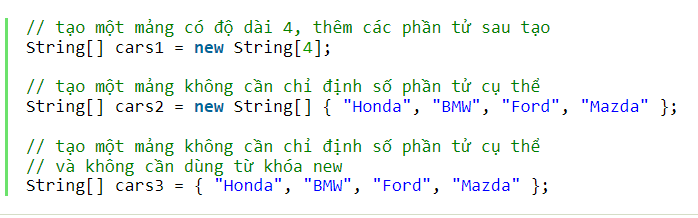 // tạo một mảng có độ dài 4, thêm các phần tử sau tạo
String[] cars1 = new String[4];
// tạo một mảng không cần chỉ định số phần tử cụ thể
String[] cars2 = new String[] { "Honda", "BMW", "Ford", "Mazda" };
// tạo một mảng không cần chỉ định số phần tử cụ thể
// và không cần dùng từ khóa new
String[] cars3 = { "Honda", "BMW", "Ford", "Mazda" };